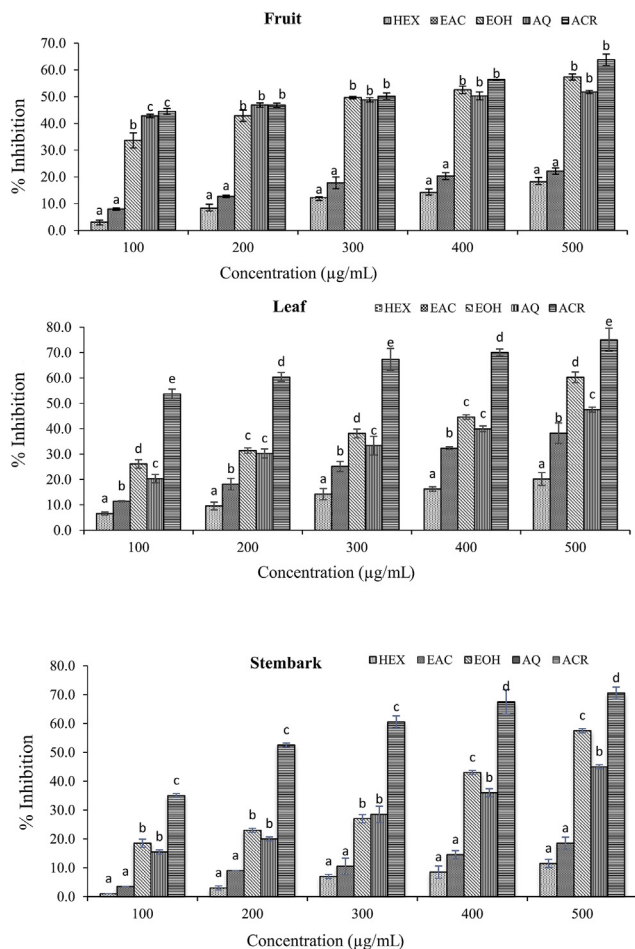 Fruit
HEX EAC EOH AQ ACR
% Inhibition
70.0
60.0
50.0
40.0
30.0
20.0
10.0
0.0
a a b c c
a a b b b
a a b b b
a a b b b
a a b b b
100 200 300 400 500
Concentration (µg/mL)
Leaf
HEX EAC EOH AQ ACR
% Inhibition
80.0
70.0
60.0
50.0
40.0
30.0
20.0
10.0
0.0
a b d c e
a b c c d
a b d c e
a b c c d
a b d c e
100 200 300 400 500
Concentration (µg/mL)
Stembark
HEX EAC EOH AQ ACR
% Inhibition
80.0
70.0
60.0
50.0
40.0
30.0
20.0
10.0
0.0
a a b b c
a a b b c
a a b b c
a a c b d
a a c b d
100 200 300 400 500
Concentration (µg/mL)